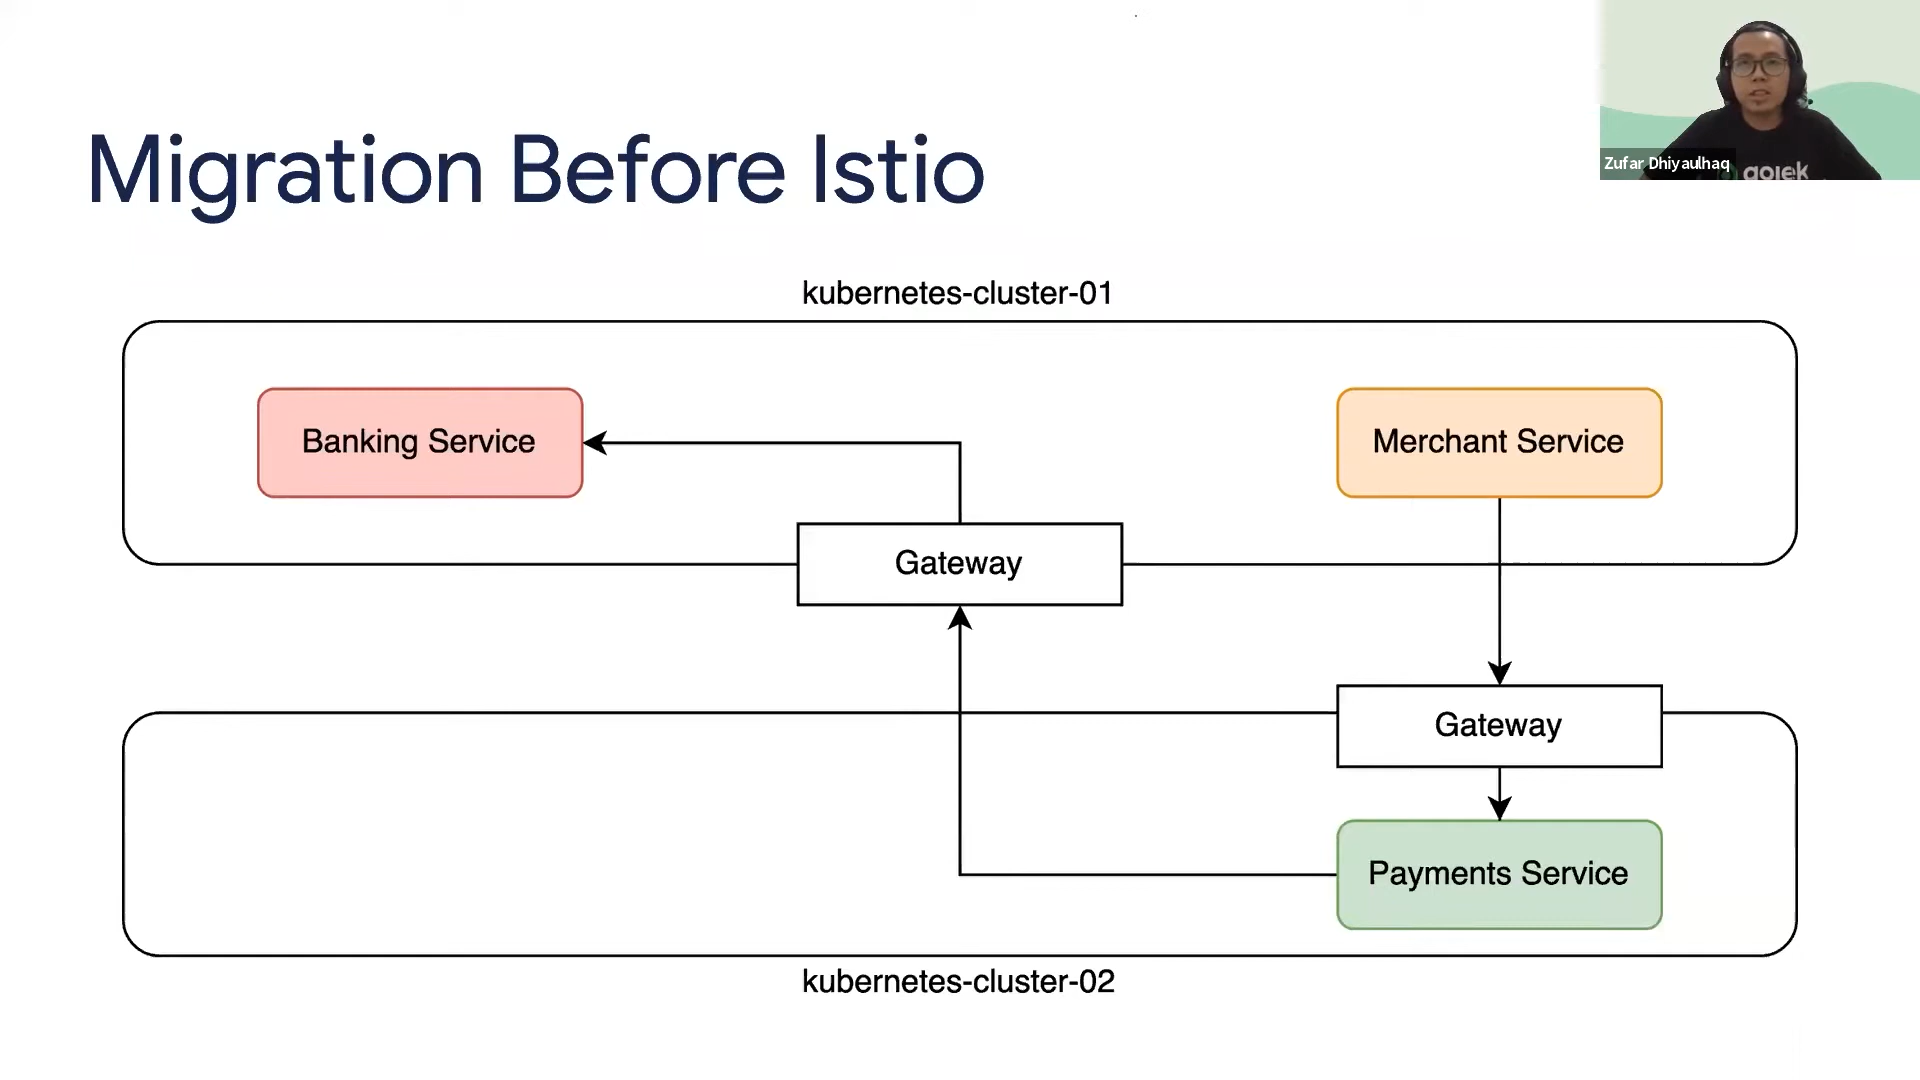 Migration Before Istio
Zufar Dhiyaulhaq
gojek
kubernetes-cluster-01
Banking Service
Merchant Service
Gateway
Gateway
Payments Service
kubernetes-cluster-02